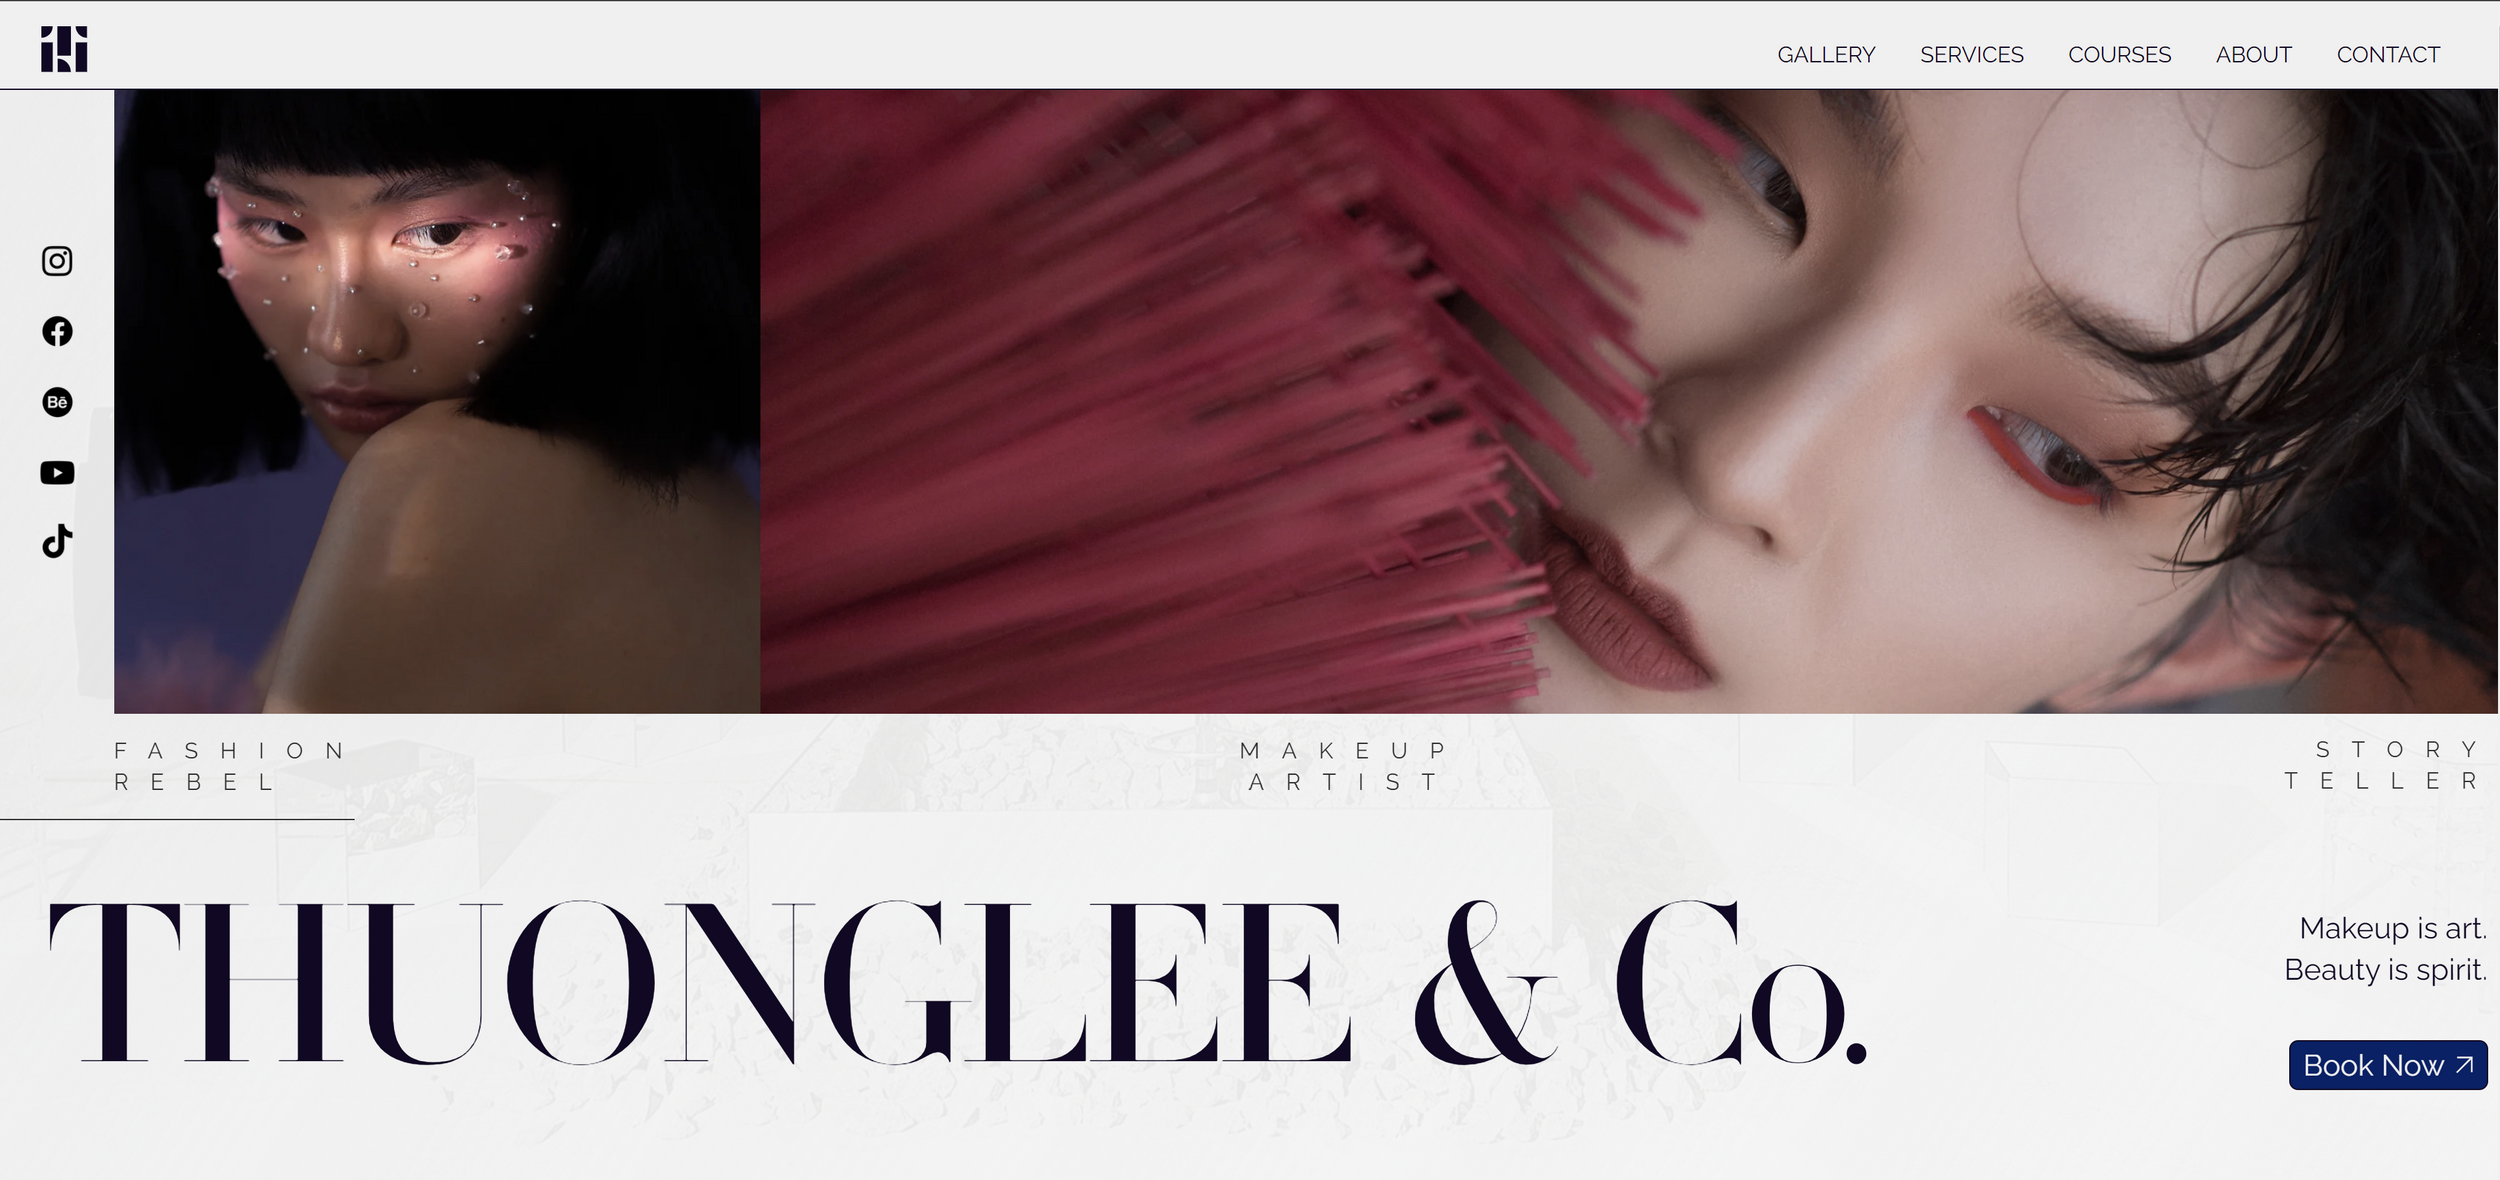 GALLERY SERVICES COURSES ABOUT CONTACT
FASHION
REBEL
MAKEUP
ARTIST
STORY
TELLER
THUONGLEE & Co.
Makeup is art.
Beauty is spirit.
Book Now